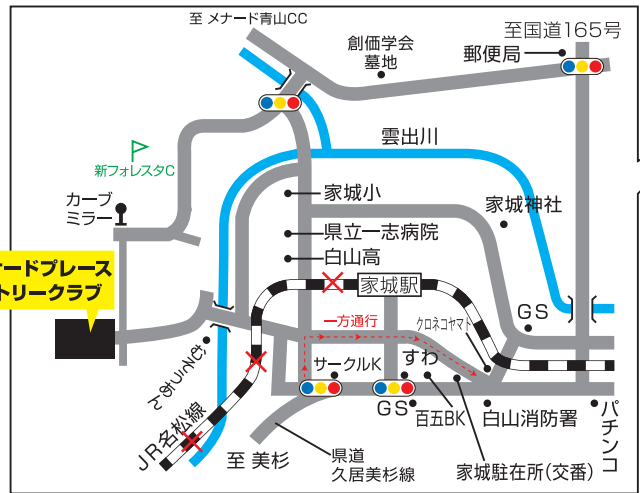 至 メナード青山CC
至国道165号
創価学会
墓地
郵便局
雲出川
新フォレスタC
カーブ
ミラー
家城小
家城神社
県立一志病院
白山高
ナードプレース
トリークラブ
家城駅
GS
クロネコヤマト
一方通行
サークルK
すわ
JR名松線
GS
百五BK
白山消防署
パチンコ
至 美杉
県道
久居美杉線
家城駐在所(交番)